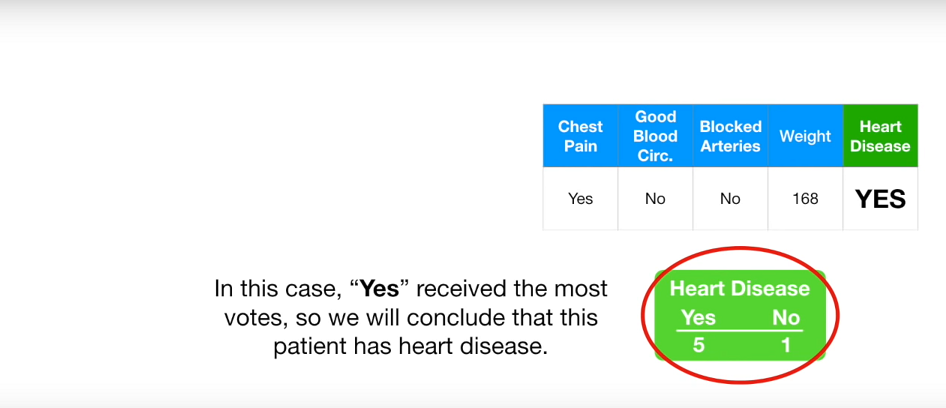 Chest Pain
Good Blood Circ.
Blocked Arteries
Weight
Heart Disease
Yes
No
No
168
YES
In this case, “Yes” received the most
votes, so we will conclude that this
patient has heart disease.
Heart Disease
Yes No
5 1